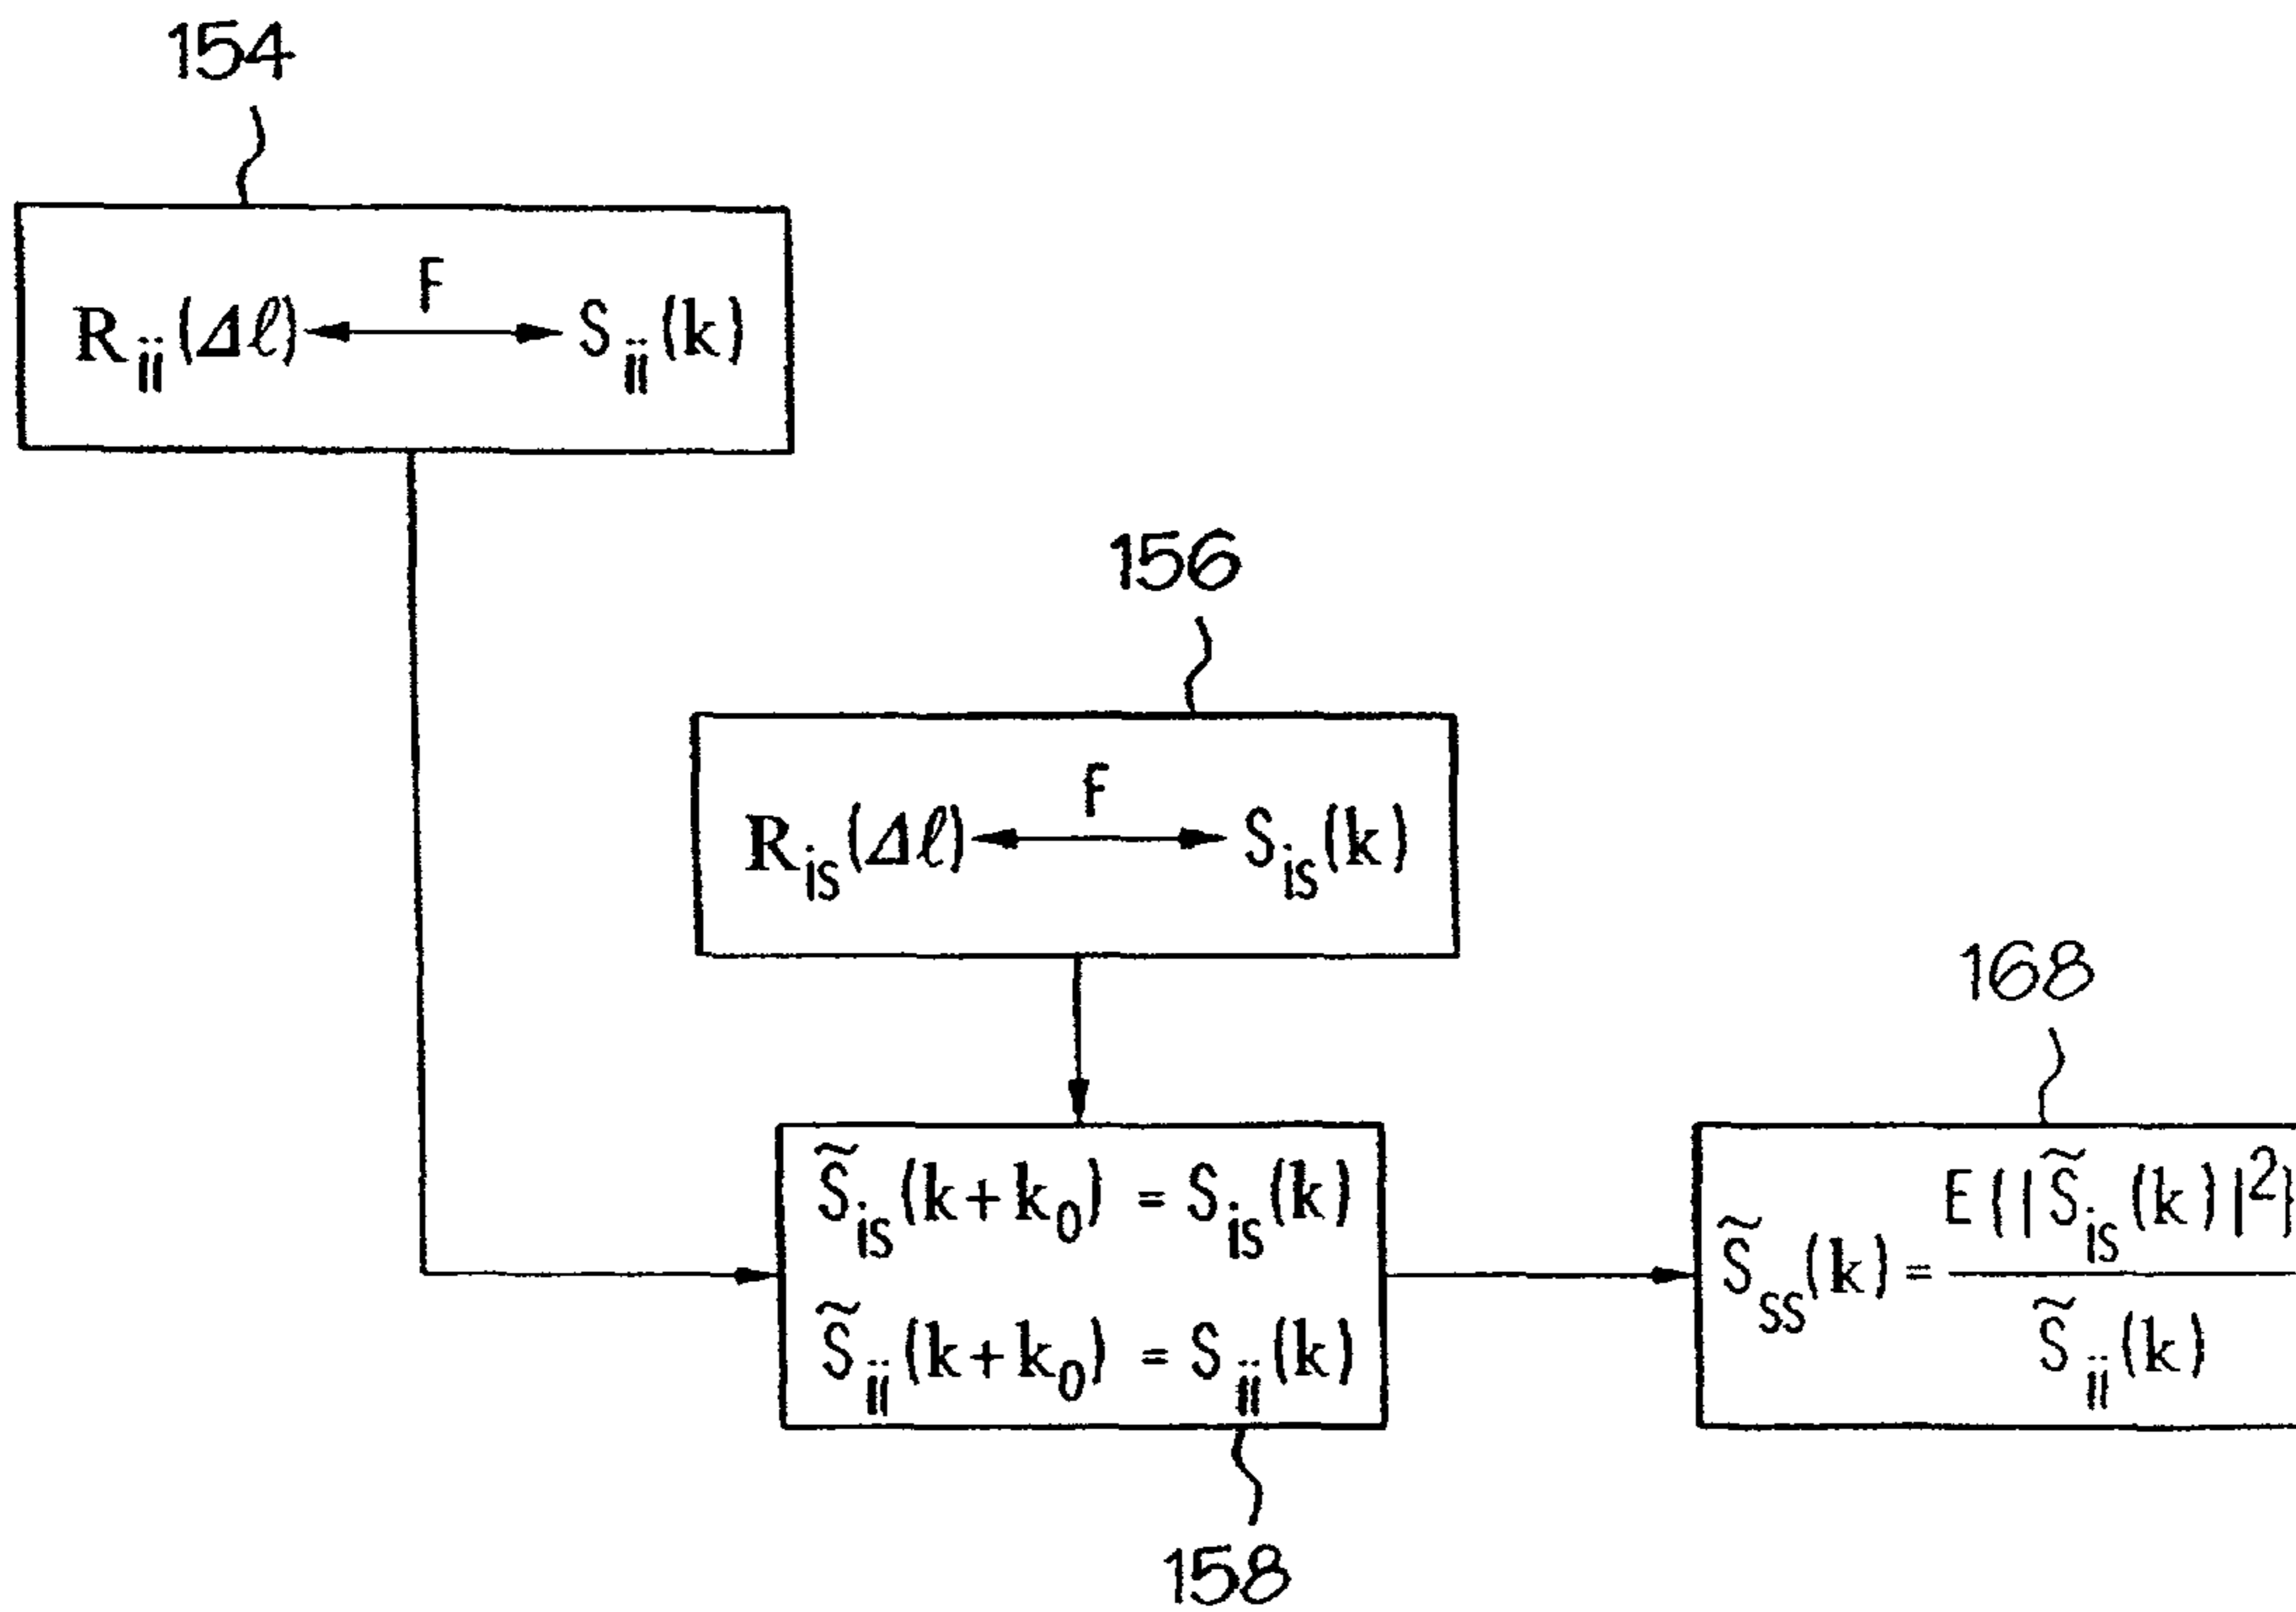 154
F
R_ii(Δℓ) ↔ S_ii(k)
156
F
R_is(Δℓ) ↔ S_is(k)
S̃_is(k+k_0) = S_is(k)
S̃_ii(k+k_0) = S_ii(k)
158
168
E(|S̃_is(k)|^2)
S̃_ss(k) =
S̃_ii(k)